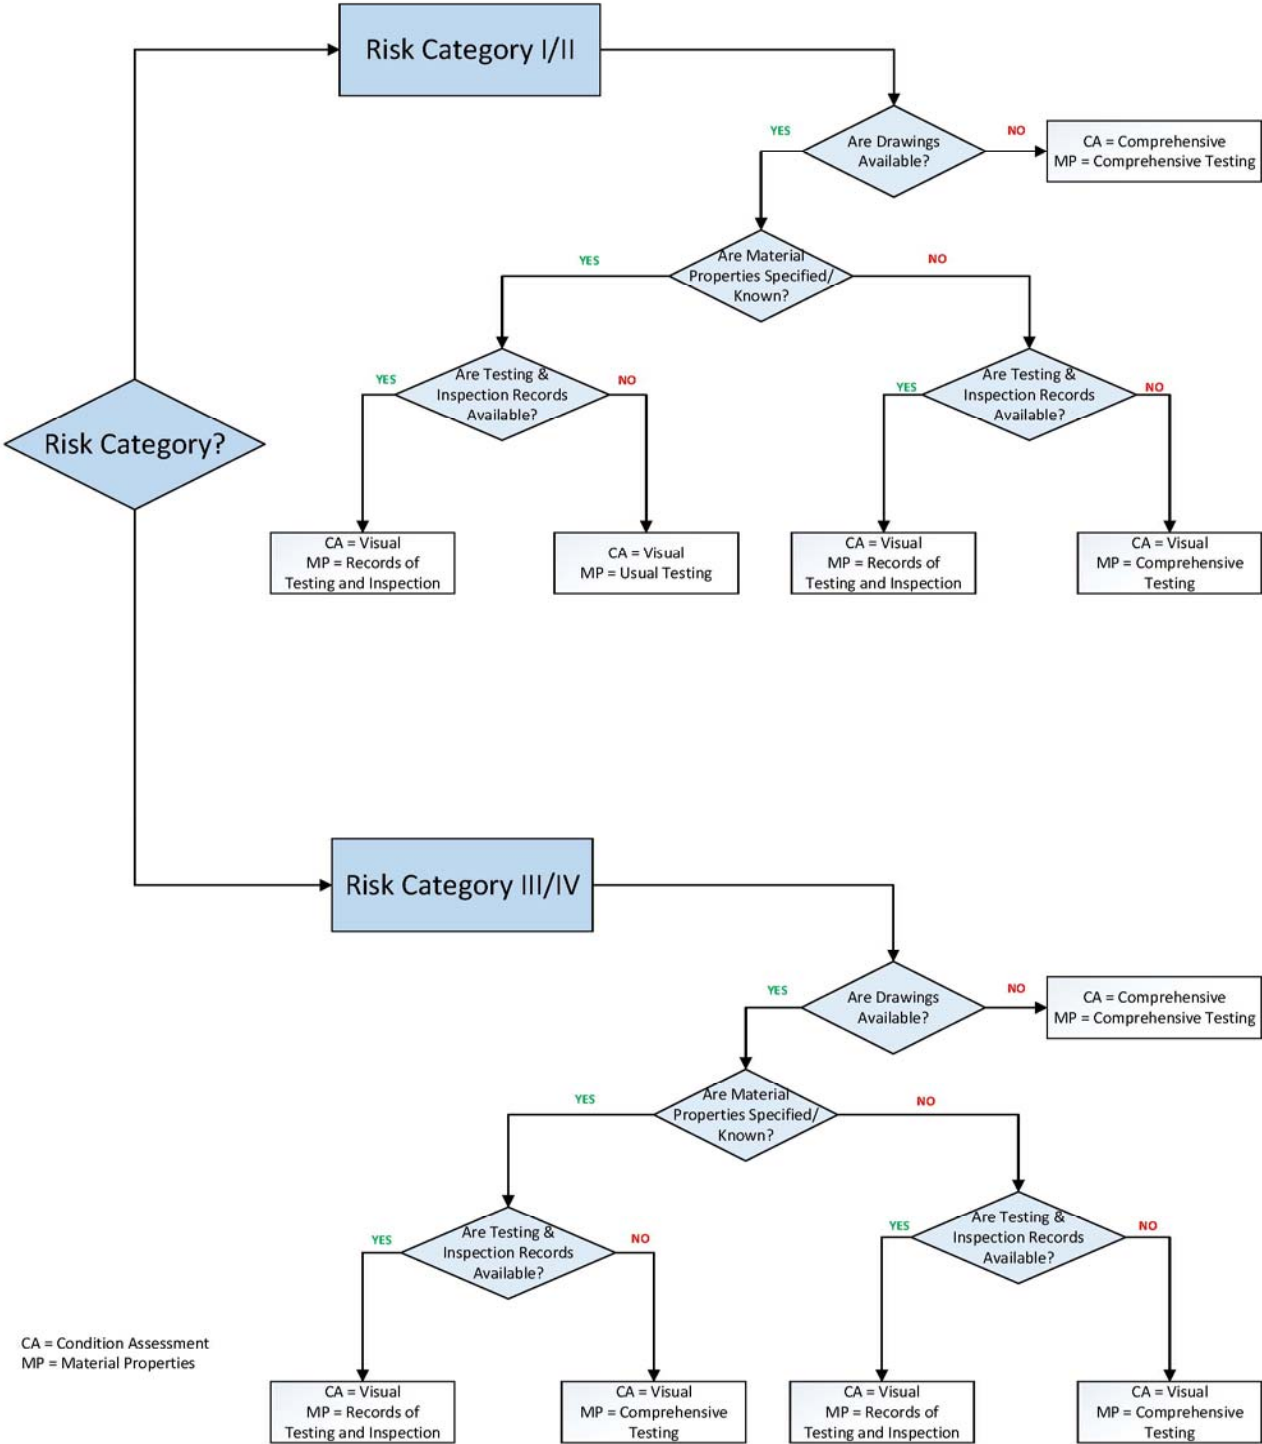 Risk Category I/II
YES
Are Drawings
Available?
NO
CA = Comprehensive
MP = Comprehensive Testing
YES
Are Material
Properties Specified/
Known?
NO
YES
Are Testing &
Inspection Records
Available?
NO
YES
Are Testing &
Inspection Records
Available?
NO
Risk Category?
CA = Visual
MP = Records of
Testing and Inspection
CA = Visual
MP = Usual Testing
CA = Visual
MP = Records of
Testing and Inspection
CA = Visual
MP = Comprehensive
Testing
Risk Category III/IV
YES
Are Drawings
Available?
NO
CA = Comprehensive
MP = Comprehensive Testing
YES
Are Material
Properties Specified/
Known?
NO
YES
Are Testing &
Inspection Records
Available?
NO
YES
Are Testing &
Inspection Records
Available?
NO
CA = Condition Assessment
MP = Material Properties
CA = Visual
MP = Records of
Testing and Inspection
CA = Visual
MP = Comprehensive
Testing
CA = Visual
MP = Records of
Testing and Inspection
CA = Visual
MP = Comprehensive
Testing